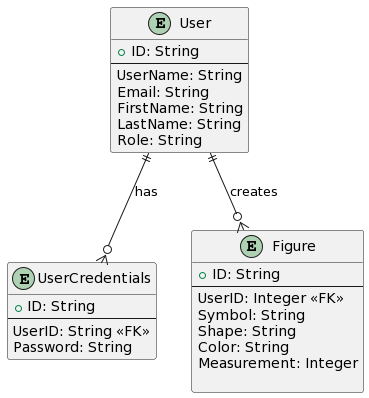 E User
ID: String
UserName: String
Email: String
FirstName: String
LastName: String
Role: String
has
creates
E UserCredentials
ID: String
UserID: String «FK»
Password: String
E Figure
ID: String
UserID: Integer «FK»
Symbol: String
Shape: String
Color: String
Measurement: Integer